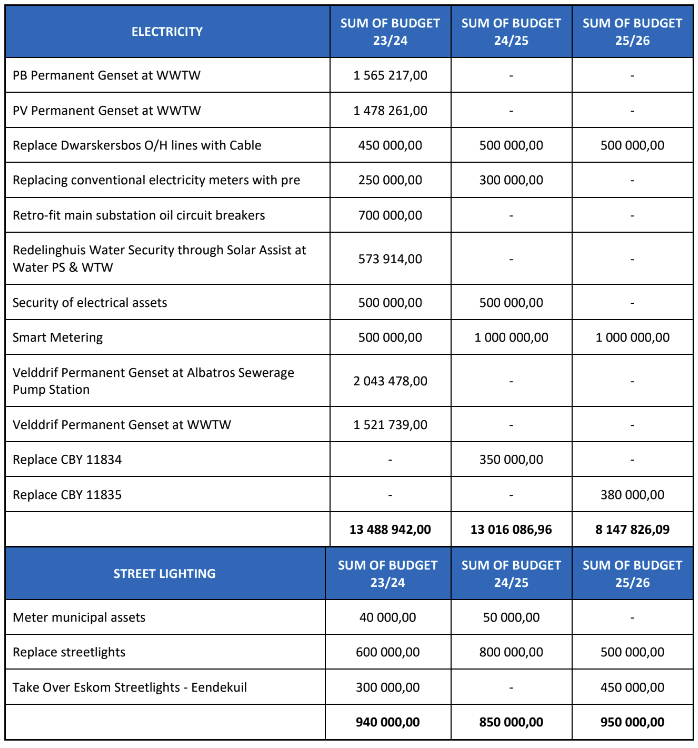 ELECTRICITY SUM OF BUDGET 23/24 SUM OF BUDGET 24/25 SUM OF BUDGET 25/26
PB Permanent Genset at WWTW 1 565 217,00 - -
PV Permanent Genset at WWTW 1 478 261,00 - -
Replace Dwarskersbos O/H lines with Cable 450 000,00 500 000,00 500 000,00
Replacing conventional electricity meters with pre 250 000,00 300 000,00 -
Retro-fit main substation oil circuit breakers 700 000,00 - -
Redelinghuis Water Security through Solar Assist at
Water PS & WTW 573 914,00 - -
Security of electrical assets 500 000,00 500 000,00 -
Smart Metering 500 000,00 1 000 000,00 1 000 000,00
Velddrif Permanent Genset at Albatros Sewerage
Pump Station 2 043 478,00 - -
Velddrif Permanent Genset at WWTW 1 521 739,00 - -
Replace CBY 11834 - 350 000,00 -
Replace CBY 11835 - - 380 000,00
13 488 942,00 13 016 086,96 8 147 826,09
STREET LIGHTING SUM OF BUDGET 23/24 SUM OF BUDGET 24/25 SUM OF BUDGET 25/26
Meter municipal assets 40 000,00 50 000,00 -
Replace streetlights 600 000,00 800 000,00 500 000,00
Take Over Eskom Streetlights - Eendekuil 300 000,00 - 450 000,00
940 000,00 850 000,00 950 000,00